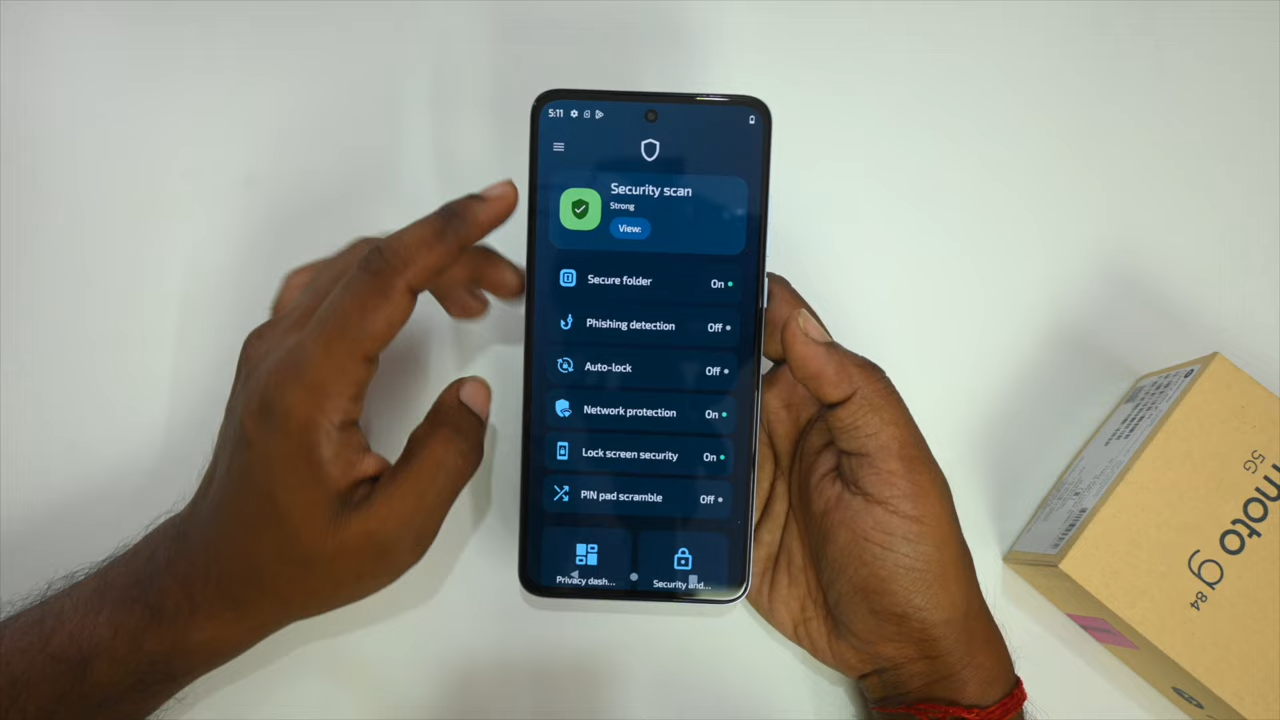 5:11
Security scan
Strong
View:
Secure folder On
Phishing detection Off
Auto-lock Off
Network protection On
Lock screen security On
PIN pad scramble Off
Privacy dash...
Security and...
moto g 84
5G